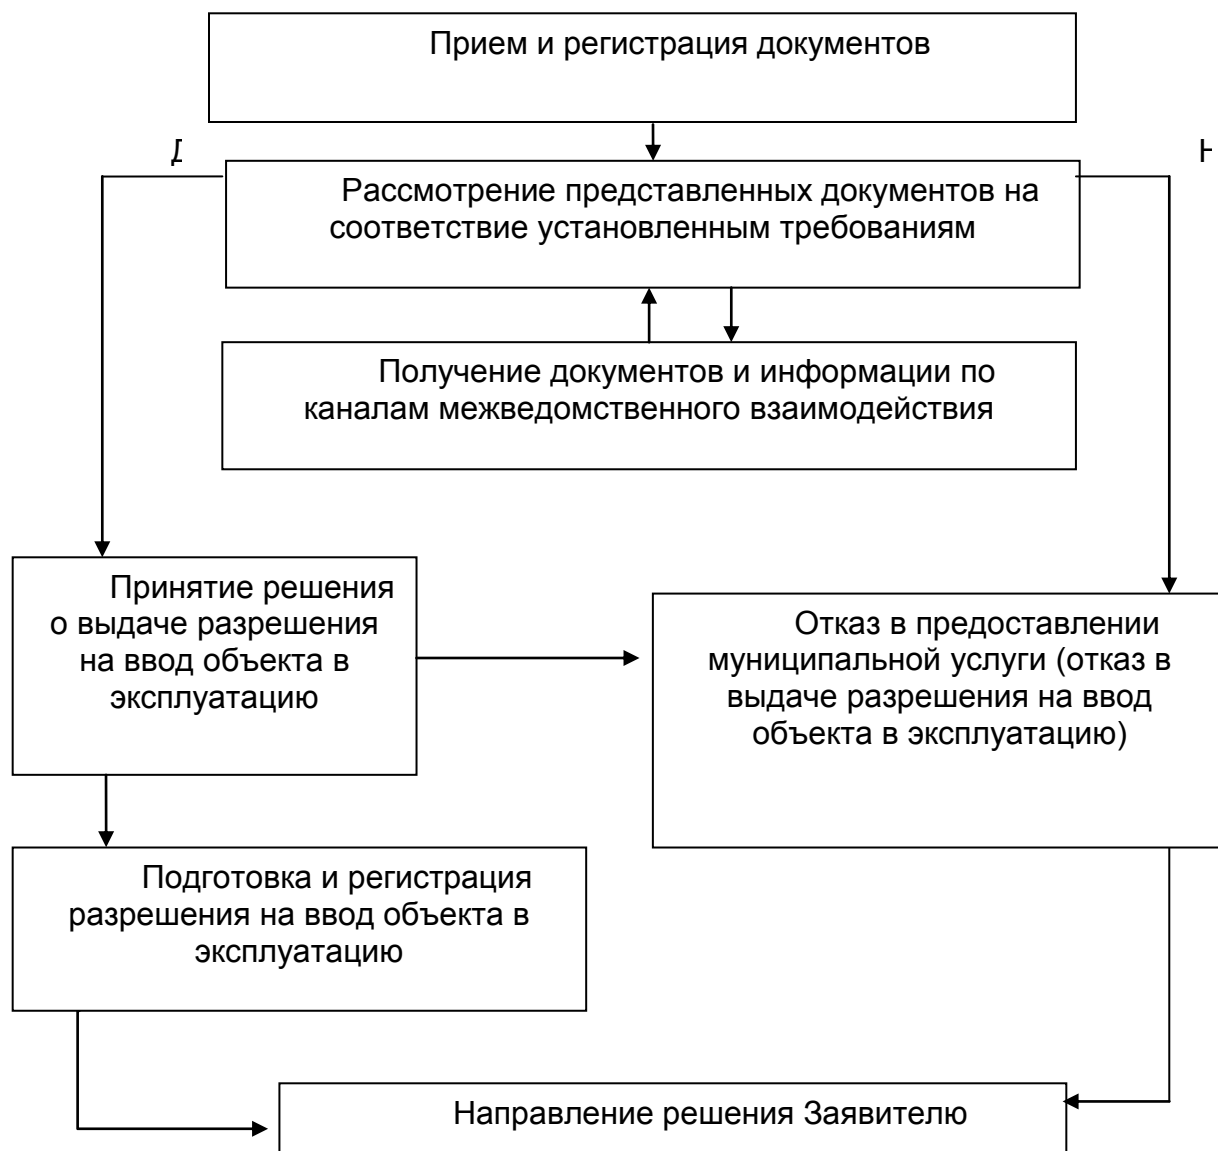 Прием и регистрация документов
Рассмотрение представленных документов на
соответствие установленным требованиям
Получение документов и информации по
каналам межведомственного взаимодействия
Принятие решения
о выдаче разрешения
на ввод объекта в
эксплуатацию
Отказ в предоставлении
муниципальной услуги (отказ в
выдаче разрешения на ввод
объекта в эксплуатацию)
Подготовка и регистрация
разрешения на ввод объекта в
эксплуатацию
Направление решения Заявителю